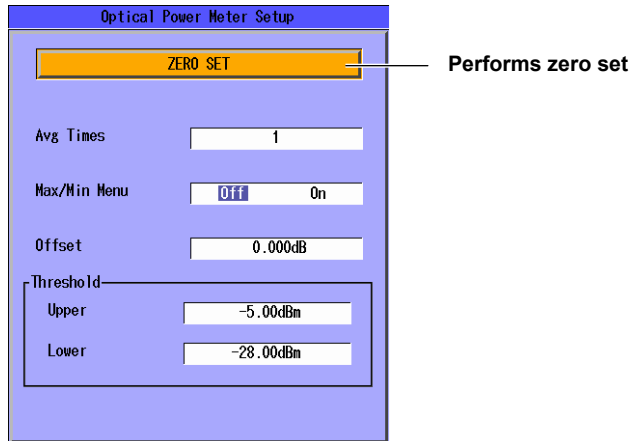 Optical Power Meter Setup
ZERO SET
Performs zero set
Avg Times 1
Max/Min Menu Off On
Offset 0.000dB
Threshold
Upper -5.00dBm
Lower -28.00dBm